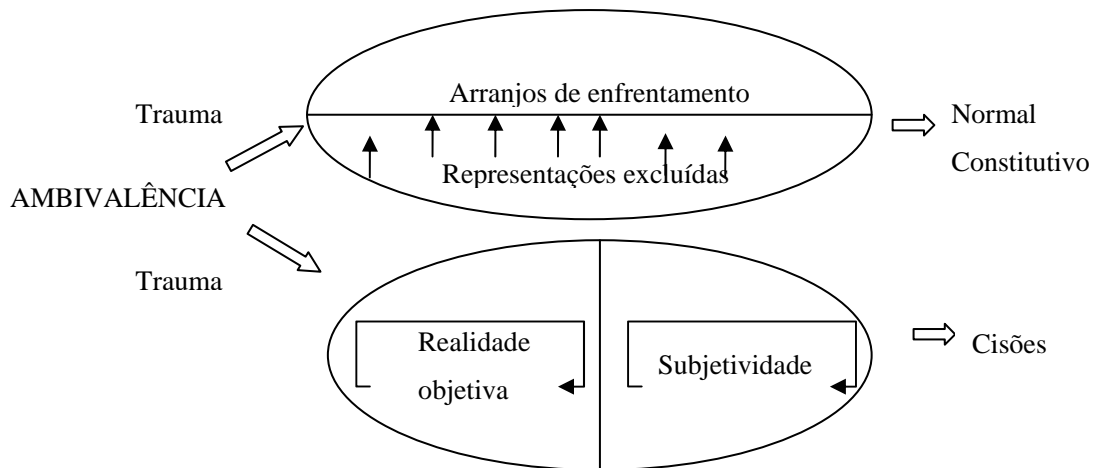 Arranjos de enfrentamento
Trauma
Normal
Constitutivo
Representações excluídas
AMBIVALÊNCIA
Trauma
Realidade
objetiva
Subjetividade
Cisões